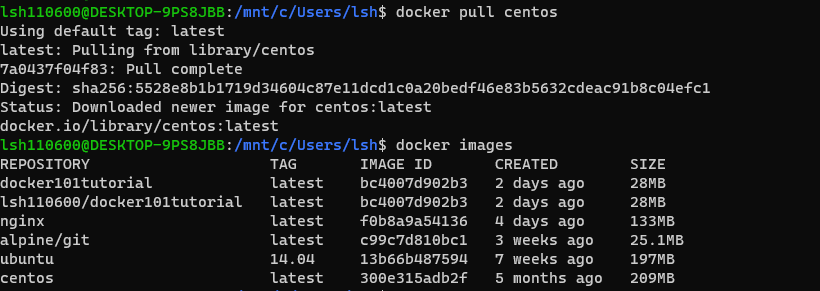 lsh110600@DESKTOP-9PS8JBB:/mnt/c/Users/lsh$ docker pull centos
Using default tag: latest
latest: Pulling from library/centos
7a0437f04f83: Pull complete
Digest: sha256:5528e8b1b1719d34604c87e11dcd1c0a20bedf46e83b5632cdeac91b8c04efc1
Status: Downloaded newer image for centos:latest
docker.io/library/centos:latest
lsh110600@DESKTOP-9PS8JBB:/mnt/c/Users/lsh$ docker images
REPOSITORY TAG IMAGE ID CREATED SIZE
docker101tutorial latest bc4007d902b3 2 days ago 28MB
lsh110600/docker101tutorial latest bc4007d902b3 2 days ago 28MB
nginx latest f0b8a9a54136 4 days ago 133MB
alpine/git latest c99c7d810bc1 3 weeks ago 25.1MB
ubuntu 14.04 13b66b487594 7 weeks ago 197MB
centos latest 300e315adb2f 5 months ago 209MB